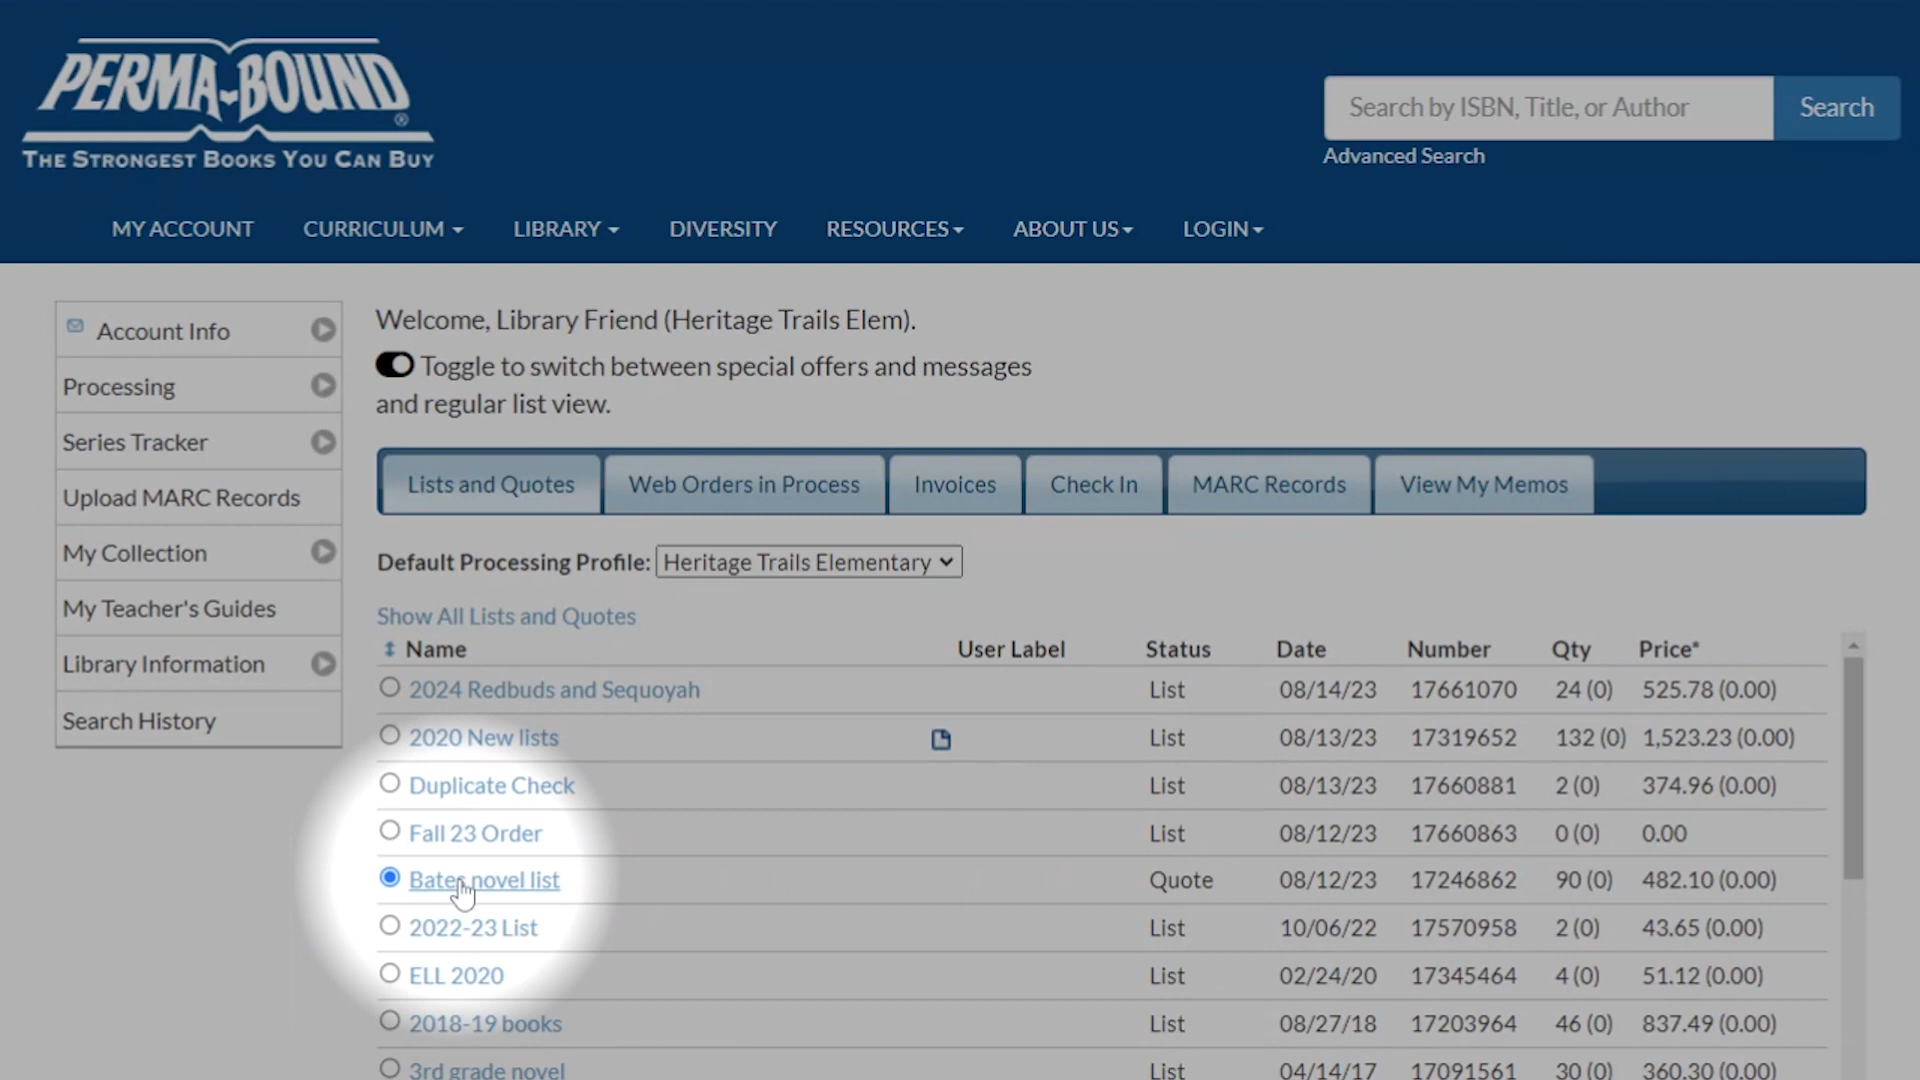 PERMA-BOUND®
THE STRONGEST BOOKS YOU CAN BUY
Search by ISBN, Title, or Author
Search
Advanced Search
MY ACCOUNT CURRICULUM LIBRARY DIVERSITY RESOURCES ABOUT US LOGIN
Account Info
Processing
Series Tracker
Upload MARC Records
My Collection
My Teacher's Guides
Library Information
Search History
Welcome, Library Friend (Heritage Trails Elem).
Toggle to switch between special offers and messages
and regular list view.
Lists and Quotes Web Orders in Process Invoices Check In MARC Records View My Memos
Default Processing Profile: Heritage Trails Elementary
Show All Lists and Quotes
Name User Label Status Date Number Qty Price*
2024 Redbuds and Sequoyah List 08/14/23 17661070 24 (0) 525.78 (0.00)
2020 New lists List 08/13/23 17319652 132 (0) 1,523.23 (0.00)
Duplicate Check List 08/13/23 17660881 2 (0) 374.96 (0.00)
Fall 23 Order List 08/12/23 17660863 0 (0) 0.00
Bates novel list Quote 08/12/23 17246862 90 (0) 482.10 (0.00)
2022-23 List List 10/06/22 17570958 2 (0) 43.65 (0.00)
ELL 2020 List 02/24/20 17345464 4 (0) 51.12 (0.00)
2018-19 books List 08/27/18 17203964 46 (0) 837.49 (0.00)
3rd grade novel List 04/14/17 17091561 30 (0) 360.30 (0.00)